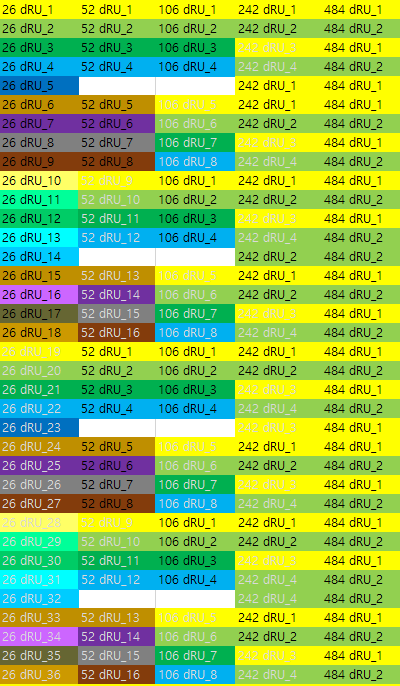 26 dRU_1 52 dRU_1 106 dRU_1 242 dRU_1 484 dRU_1
26 dRU_2 52 dRU_2 106 dRU_2 242 dRU_2 484 dRU_2
26 dRU_3 52 dRU_3 106 dRU_3 242 dRU_3 484 dRU_1
26 dRU_4 52 dRU_4 106 dRU_4 242 dRU_4 484 dRU_2
26 dRU_5 242 dRU_1 484 dRU_1
26 dRU_6 52 dRU_5 106 dRU_5 242 dRU_1 484 dRU_1
26 dRU_7 52 dRU_6 106 dRU_6 242 dRU_2 484 dRU_2
26 dRU_8 52 dRU_7 106 dRU_7 242 dRU_3 484 dRU_1
26 dRU_9 52 dRU_8 106 dRU_8 242 dRU_4 484 dRU_2
26 dRU_10 52 dRU_9 106 dRU_1 242 dRU_1 484 dRU_1
26 dRU_11 52 dRU_10 106 dRU_2 242 dRU_2 484 dRU_2
26 dRU_12 52 dRU_11 106 dRU_3 242 dRU_3 484 dRU_1
26 dRU_13 52 dRU_12 106 dRU_4 242 dRU_4 484 dRU_2
26 dRU_14 242 dRU_2 484 dRU_2
26 dRU_15 52 dRU_13 106 dRU_5 242 dRU_1 484 dRU_1
26 dRU_16 52 dRU_14 106 dRU_6 242 dRU_2 484 dRU_2
26 dRU_17 52 dRU_15 106 dRU_7 242 dRU_3 484 dRU_1
26 dRU_18 52 dRU_16 106 dRU_8 242 dRU_4 484 dRU_2
26 dRU_19 52 dRU_1 106 dRU_1 242 dRU_1 484 dRU_1
26 dRU_20 52 dRU_2 106 dRU_2 242 dRU_2 484 dRU_2
26 dRU_21 52 dRU_3 106 dRU_3 242 dRU_3 484 dRU_1
26 dRU_22 52 dRU_4 106 dRU_4 242 dRU_4 484 dRU_2
26 dRU_23 242 dRU_3 484 dRU_1
26 dRU_24 52 dRU_5 106 dRU_5 242 dRU_1 484 dRU_1
26 dRU_25 52 dRU_6 106 dRU_6 242 dRU_2 484 dRU_2
26 dRU_26 52 dRU_7 106 dRU_7 242 dRU_3 484 dRU_1
26 dRU_27 52 dRU_8 106 dRU_8 242 dRU_4 484 dRU_2
26 dRU_28 52 dRU_9 106 dRU_1 242 dRU_1 484 dRU_1
26 dRU_29 52 dRU_10 106 dRU_2 242 dRU_2 484 dRU_2
26 dRU_30 52 dRU_11 106 dRU_3 242 dRU_3 484 dRU_1
26 dRU_31 52 dRU_12 106 dRU_4 242 dRU_4 484 dRU_2
26 dRU_32 242 dRU_4 484 dRU_2
26 dRU_33 52 dRU_13 106 dRU_5 242 dRU_1 484 dRU_1
26 dRU_34 52 dRU_14 106 dRU_6 242 dRU_2 484 dRU_2
26 dRU_35 52 dRU_15 106 dRU_7 242 dRU_3 484 dRU_1
26 dRU_36 52 dRU_16 106 dRU_8 242 dRU_4 484 dRU_2